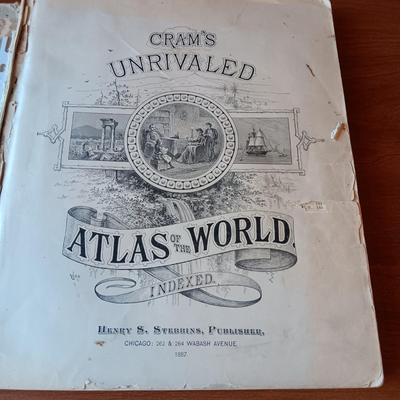 CRAM'S
UNRIVALED
ATLAS OF THE WORLD.
INDEXED.
HENRY S. STEBBINS, PUBLISHER,
CHICAGO: 262 & 264 WABASH AVENUE,
1887